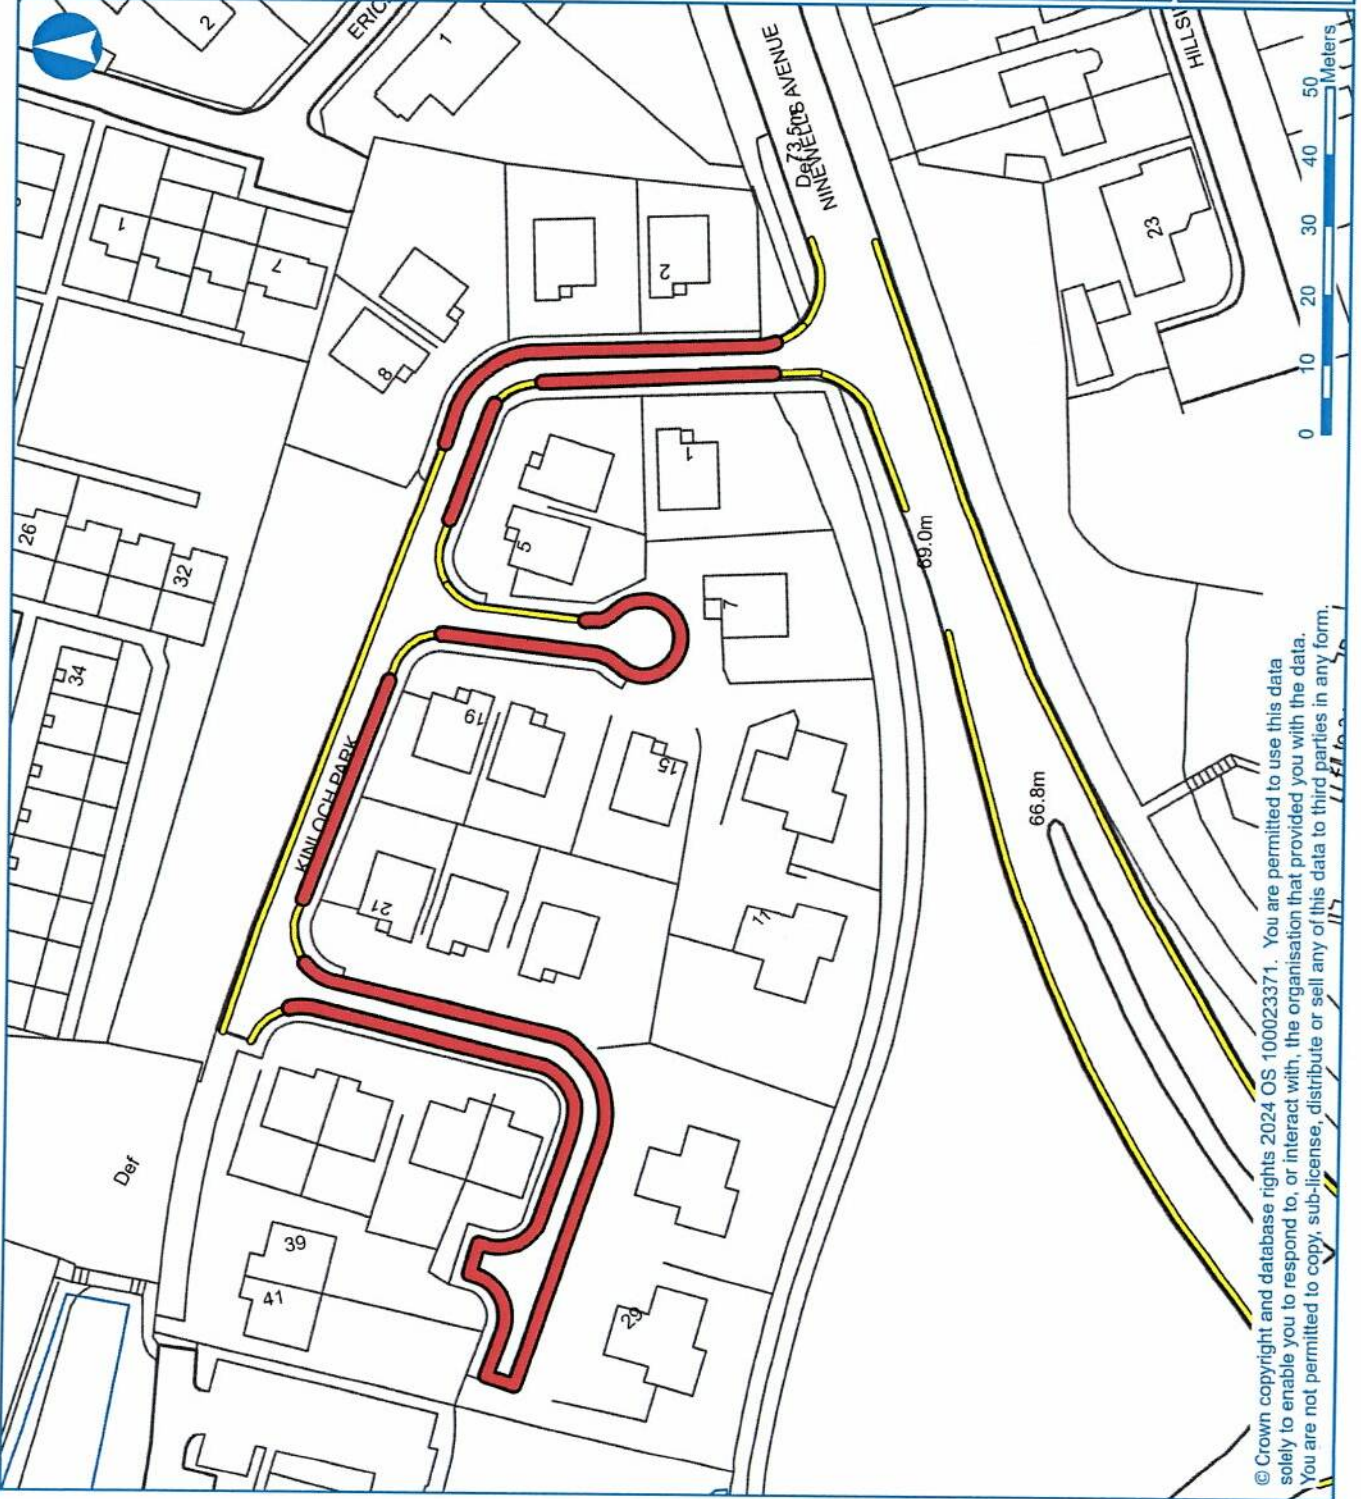 2
ERIC
1
1
7
8
2
26
32
34
5
1
7
19
15
21
17
KINLOCH PARK
Def
73.5m
NINEWELLS AVENUE
HILLSI
23
69.0m
66.8m
Def
39
41
29
0 10 20 30 40 50
Meters
© Crown copyright and database rights 2024 OS 100023371. You are permitted to use this data
solely to enable you to respond to, or interact with, the organisation that provided you with the data.
You are not permitted to copy, sub-license, distribute or sell any of this data to third parties in any form.